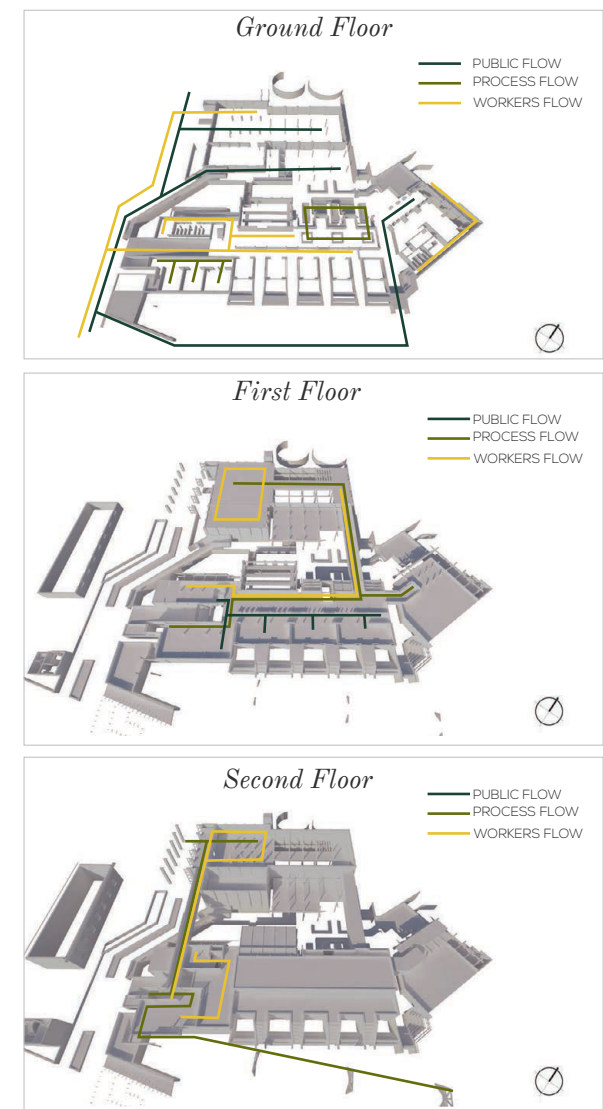 Ground Floor
PUBLIC FLOW
PROCESS FLOW
WORKERS FLOW
First Floor
PUBLIC FLOW
PROCESS FLOW
WORKERS FLOW
Second Floor
PUBLIC FLOW
PROCESS FLOW
WORKERS FLOW